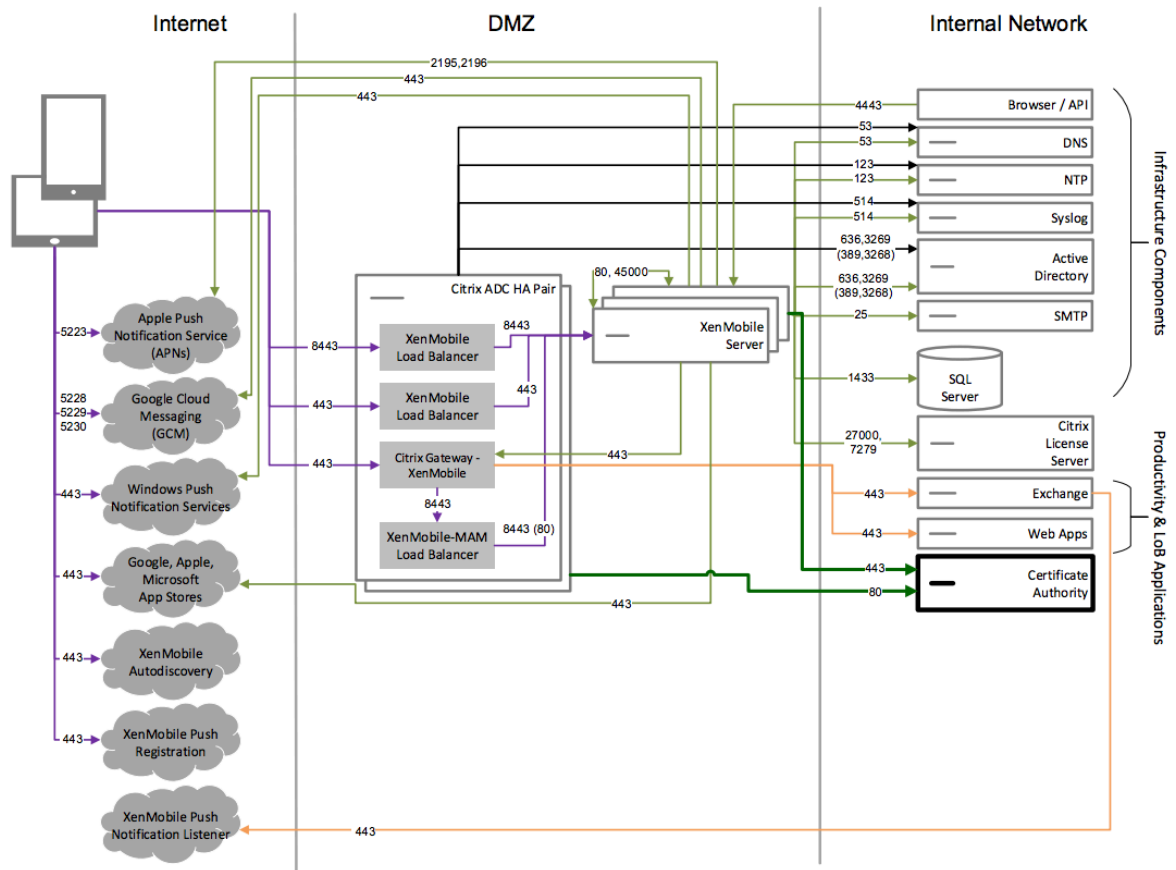 Internet
DMZ
Internal Network
2195,2196
443
443
4443
Browser / API
53
53
DNS
123
123
NTP
514
514
Syslog
636,3269
(389,3268)
636,3269
(389,3268)
Active
Directory
25
SMTP
1433
SQL
Server
27000,
7279
Citrix
License
Server
443
Exchange
443
Web Apps
443
80
Certificate
Authority
Infrastructure Components
Productivity & LoB Applications
80, 45000
XenMobile
Server
Citrix ADC HA Pair
8443
XenMobile
Load Balancer
8443
443
XenMobile
Load Balancer
443
443
Citrix Gateway -
XenMobile
443
8443
XenMobile-MAM
Load Balancer
8443 (80)
443
5223
Apple Push
Notification Service
(APNs)
5228
5229
5230
Google Cloud
Messaging
(GCM)
443
Windows Push
Notification Services
443
Google, Apple,
Microsoft
App Stores
443
XenMobile
Autodiscovery
443
XenMobile Push
Registration
XenMobile Push
Notification Listener
443